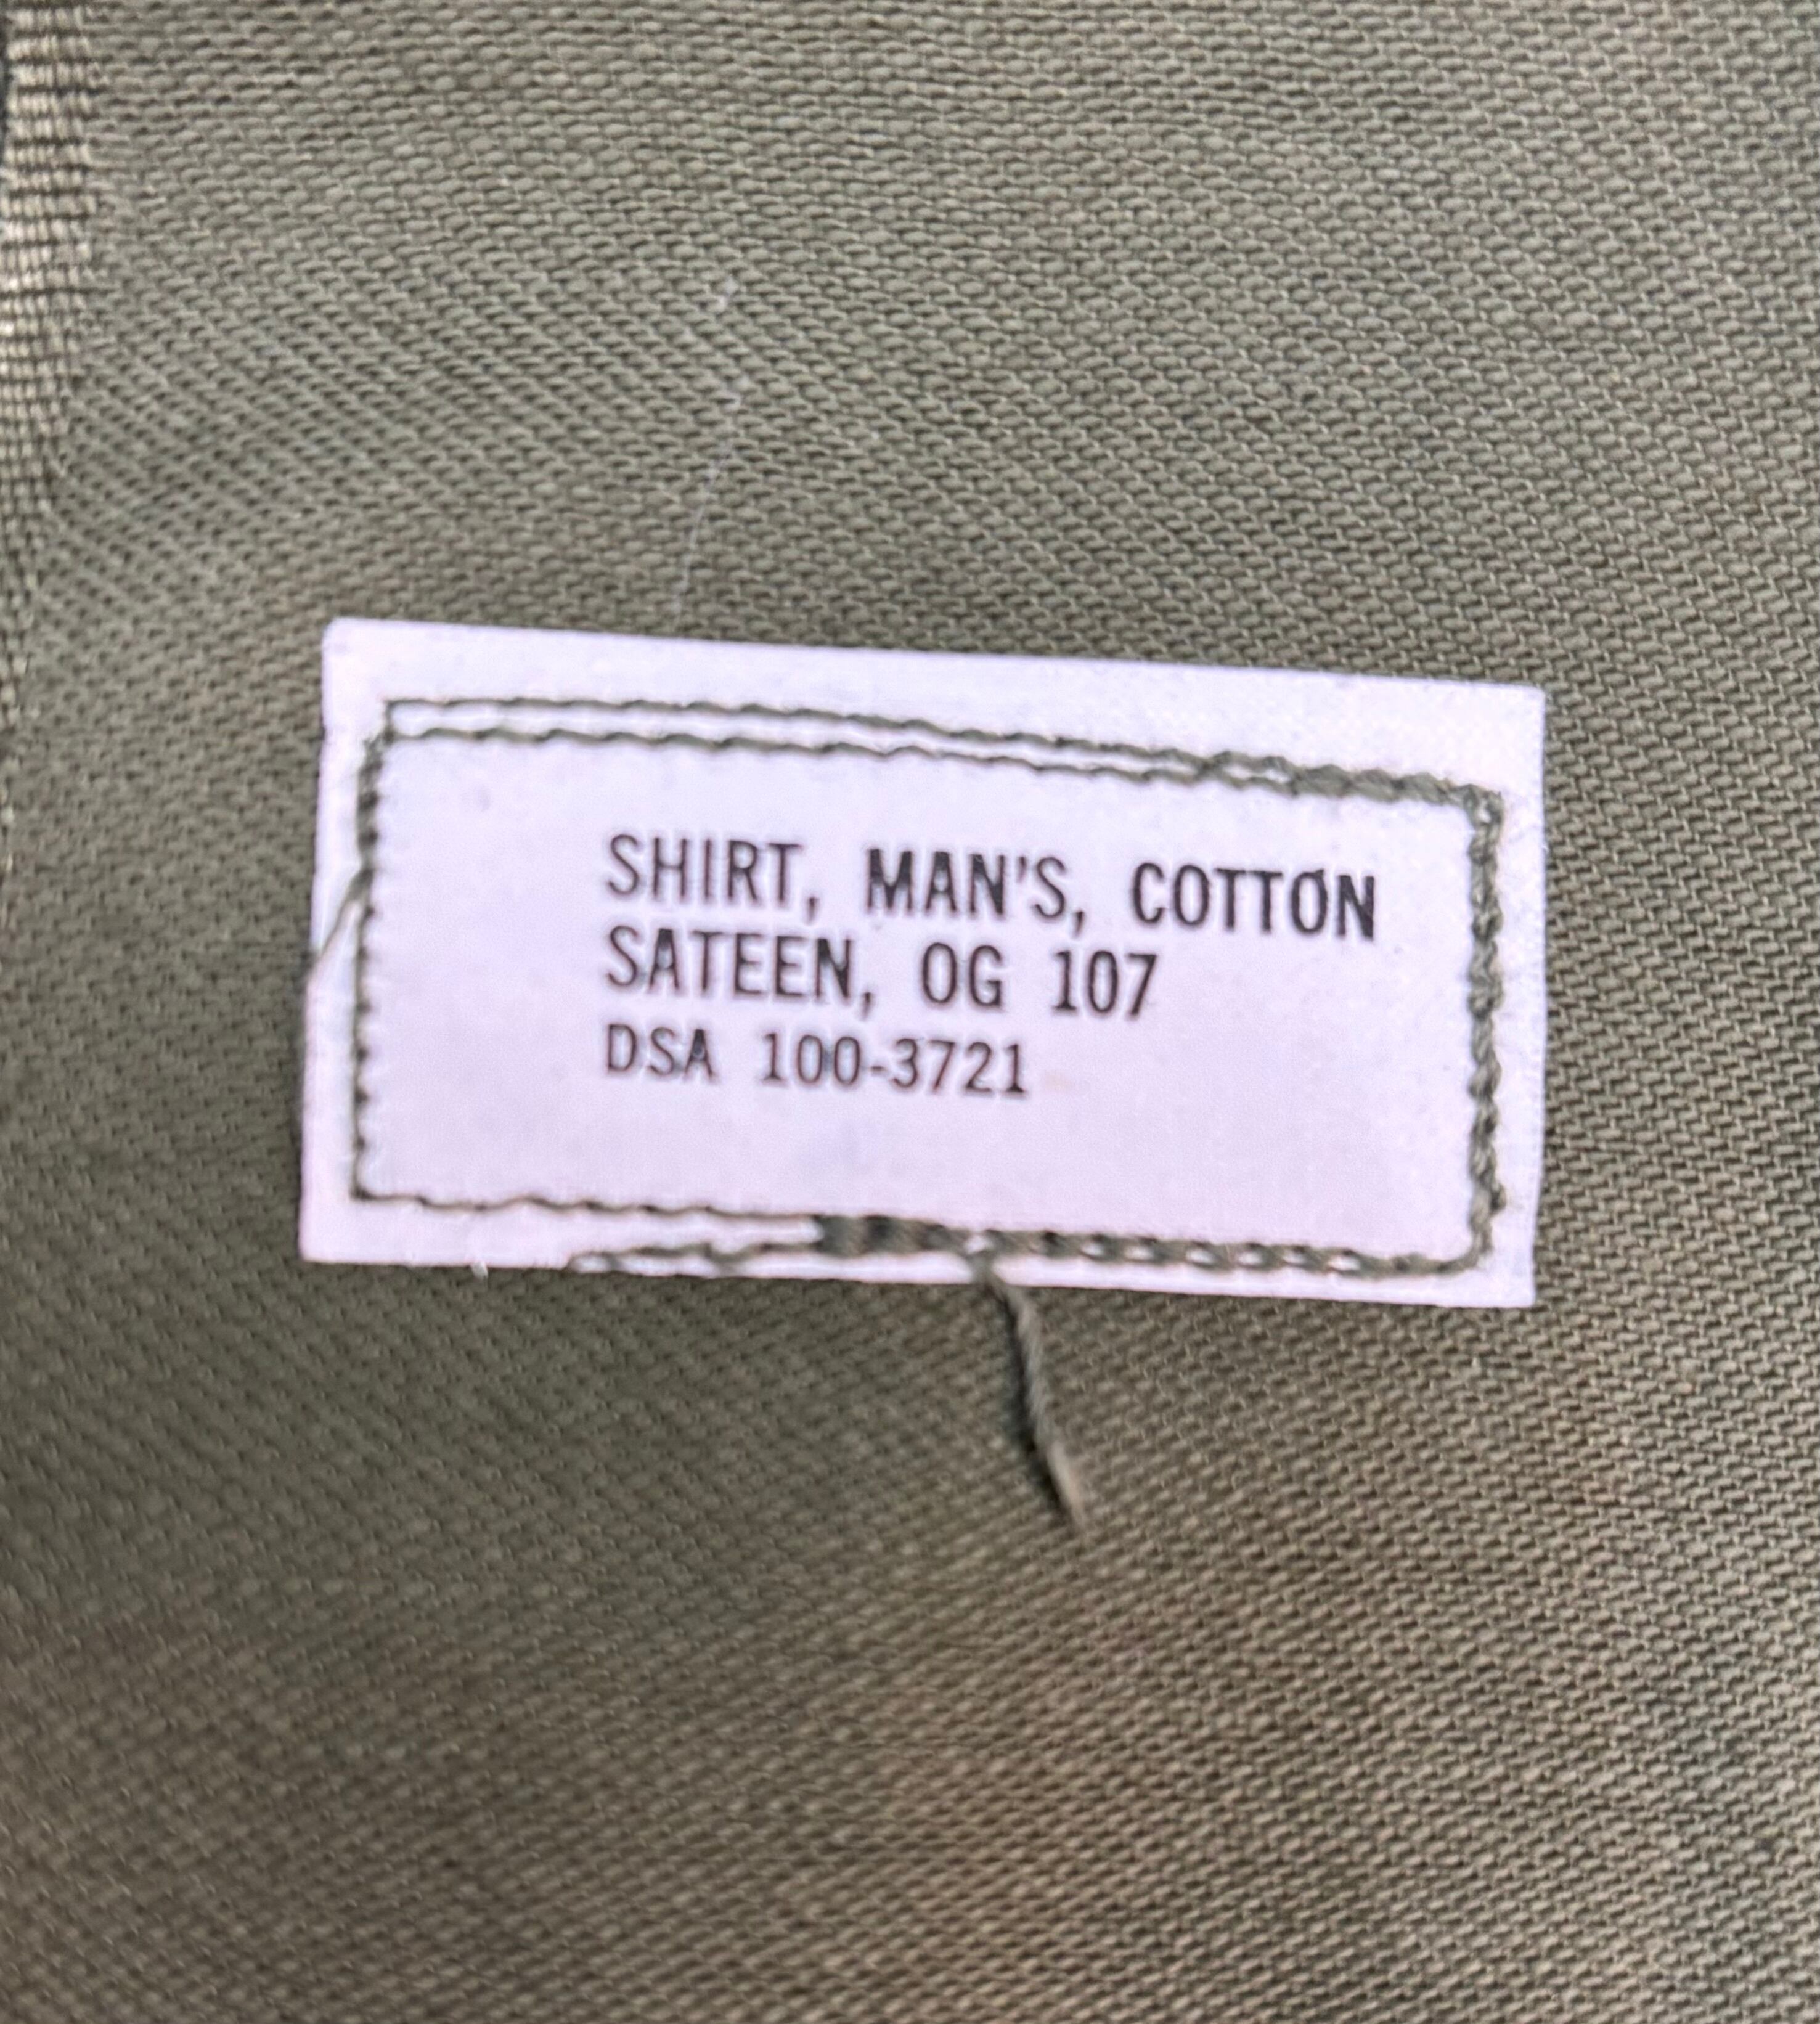 SHIRT, MAN'S, COTTON
SATEEN, OG 107
DSA 100-3721